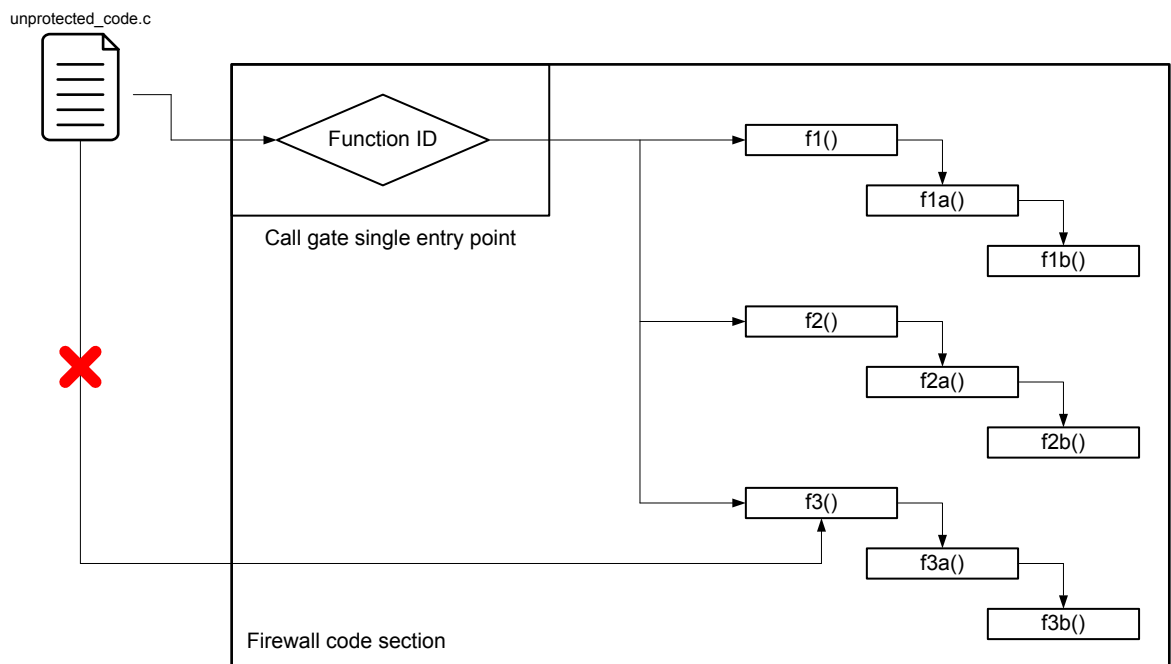 unprotected_code.c
Function ID
f1()
f1a()
Call gate single entry point
f1b()
f2()
f2a()
f2b()
f3()
f3a()
f3b()
Firewall code section